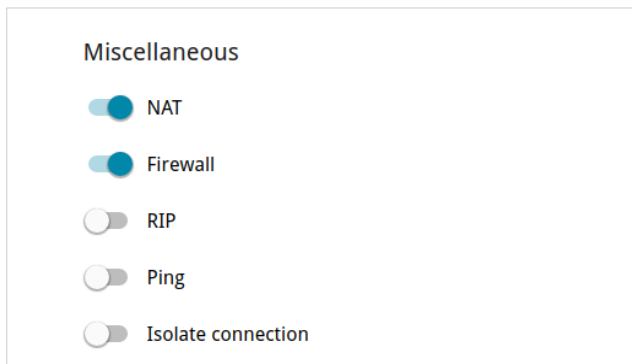 Miscellaneous
NAT
Firewall
RIP
Ping
Isolate connection